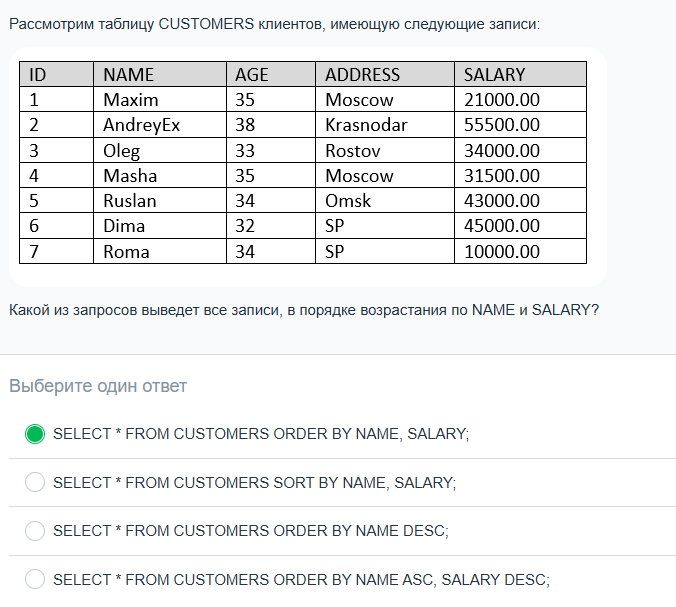 Рассмотрим таблицу CUSTOMERS клиентов, имеющую следующие записи:
ID NAME AGE ADDRESS SALARY
1 Maxim 35 Moscow 21000.00
2 AndreyEx 38 Krasnodar 55500.00
3 Oleg 33 Rostov 34000.00
4 Masha 35 Moscow 31500.00
5 Ruslan 34 Omsk 43000.00
6 Dima 32 SP 45000.00
7 Roma 34 SP 10000.00
Какой из запросов выведет все записи, в порядке возрастания по NAME и SALARY?
Выберите один ответ
SELECT * FROM CUSTOMERS ORDER BY NAME, SALARY;
SELECT * FROM CUSTOMERS SORT BY NAME, SALARY;
SELECT * FROM CUSTOMERS ORDER BY NAME DESC;
SELECT * FROM CUSTOMERS ORDER BY NAME ASC, SALARY DESC;